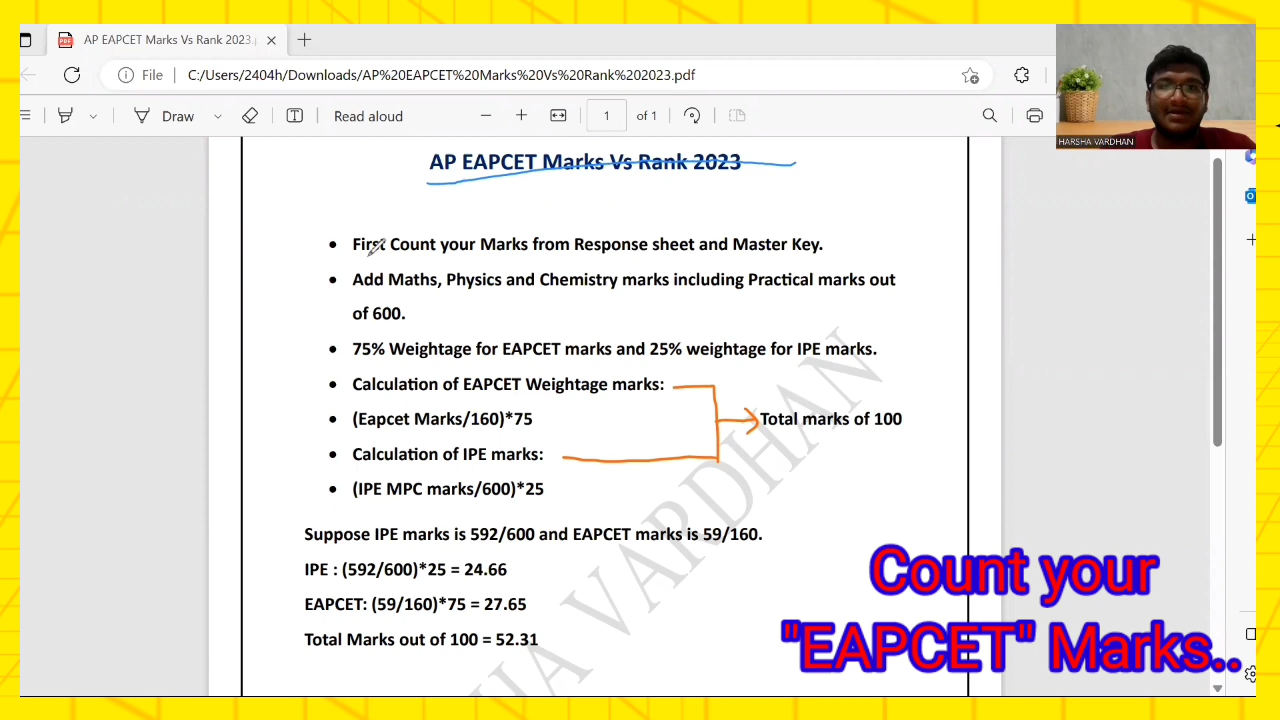 AP EAPCET Marks Vs Rank 2023.p
File
C:/Users/2404h/Downloads/AP%20EAPCET%20Marks%20Vs%20Rank%202023.pdf
Draw
Read aloud
1
of 1
HARSHA VARDHAN
AP EAPCET Marks Vs Rank 2023
• First Count your Marks from Response sheet and Master Key.
• Add Maths, Physics and Chemistry marks including Practical marks out
of 600.
• 75% Weightage for EAPCET marks and 25% weightage for IPE marks.
• Calculation of EAPCET Weightage marks:
• (Eapcet Marks/160)*75
Total marks of 100
• Calculation of IPE marks:
• (IPE MPC marks/600)*25
Suppose IPE marks is 592/600 and EAPCET marks is 59/160.
IPE : (592/600)*25 = 24.66
EAPCET: (59/160)*75 = 27.65
Total Marks out of 100 = 52.31
HA VARDHAN
Count your
"EAPCET" Marks..